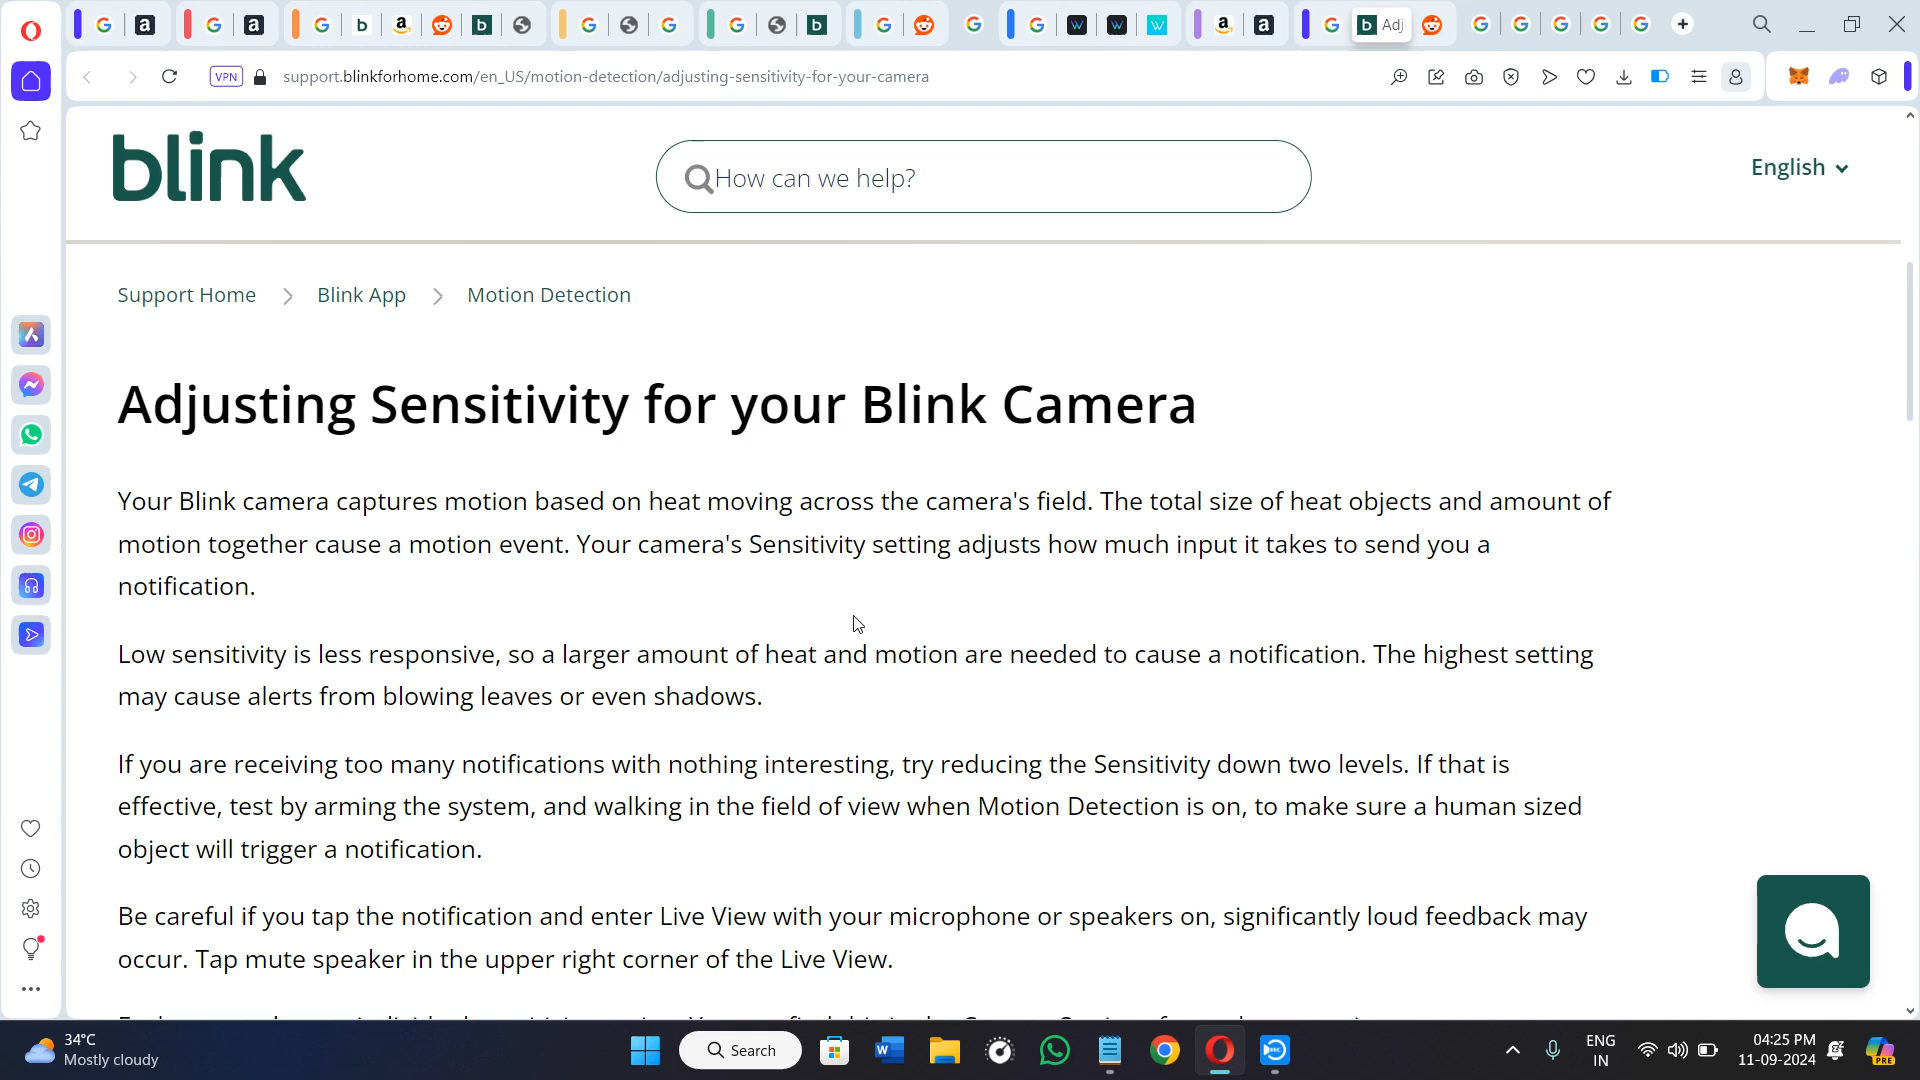 Adj
VPN
support.blinkforhome.com/en_US/motion-detection/adjusting-sensitivity-for-your-camera
blink
How can we help?
English
Support Home
Blink App
Motion Detection
Adjusting Sensitivity for your Blink Camera
Your Blink camera captures motion based on heat moving across the camera's field. The total size of heat objects and amount of
motion together cause a motion event. Your camera's Sensitivity setting adjusts how much input it takes to send you a
notification.
Low sensitivity is less responsive, so a larger amount of heat and motion are needed to cause a notification. The highest setting
may cause alerts from blowing leaves or even shadows.
If you are receiving too many notifications with nothing interesting, try reducing the Sensitivity down two levels. If that is
effective, test by arming the system, and walking in the field of view when Motion Detection is on, to make sure a human sized
object will trigger a notification.
Be careful if you tap the notification and enter Live View with your microphone or speakers on, significantly loud feedback may
occur. Tap mute speaker in the upper right corner of the Live View.
34°C
Mostly cloudy
Search
ENG
IN
04:25 PM
11-09-2024
PRE